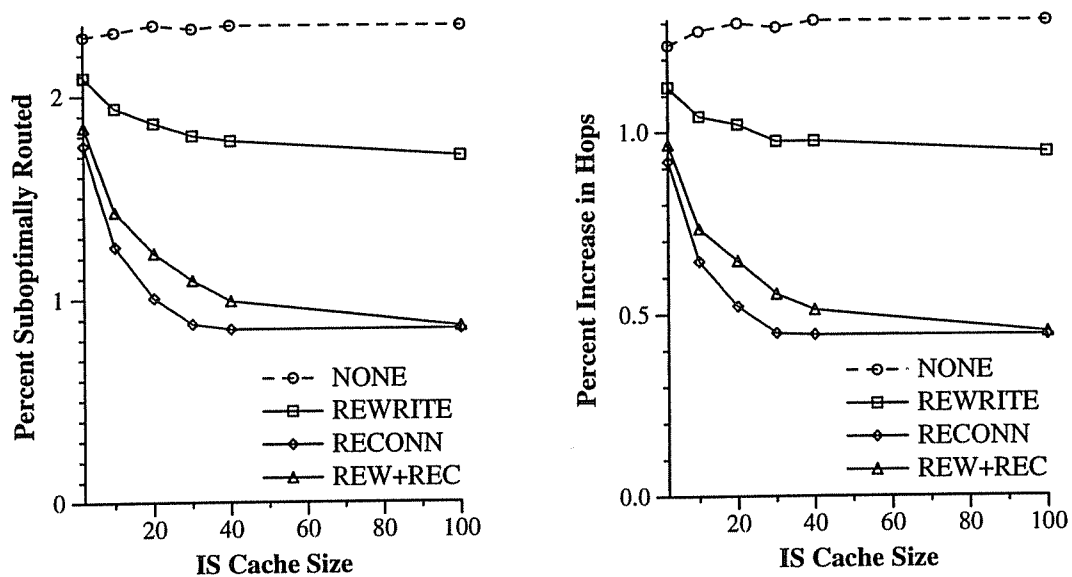 Percent Suboptimally Routed
2
1
0
20
40
60
80
100
IS Cache Size
NONE
REWRITE
RECONN
REW+REC
Percent Increase in Hops
1.0
0.5
0.0
20
40
60
80
100
IS Cache Size
NONE
REWRITE
RECONN
REW+REC